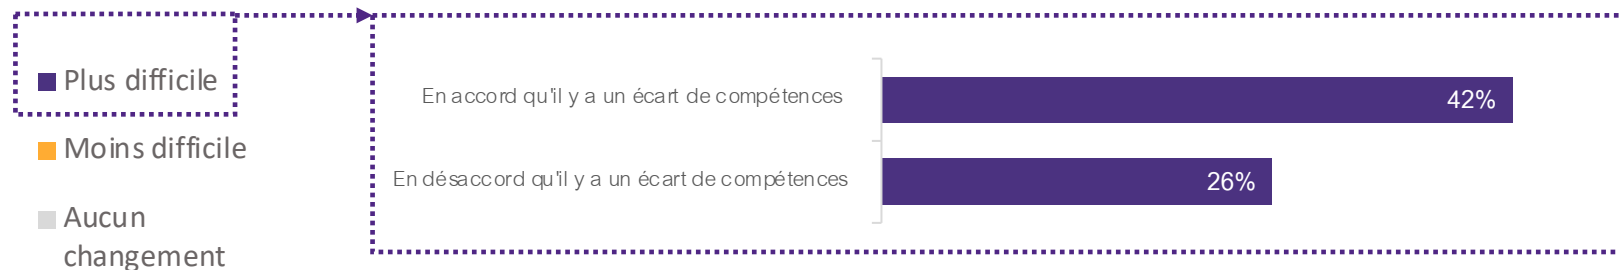 Plus difficile
Moins difficile
Aucun
changement
En accord qu'il y a un écart de compétences
42%
En désaccord qu'il y a un écart de compétences
26%